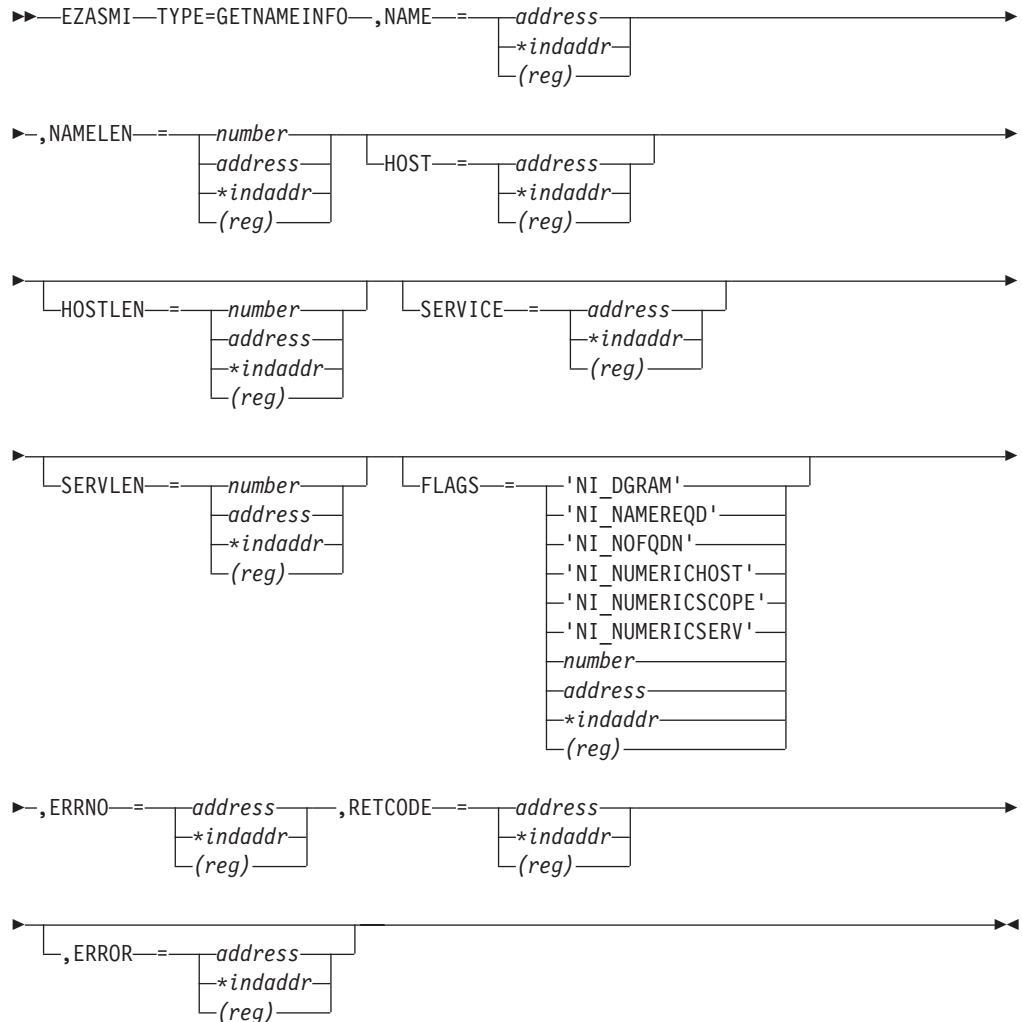 EZASMI TYPE=GETNAMEINFO ,NAME = address
*indaddr
(reg)
,NAMELEN = number HOST = address
address *indaddr
*indaddr (reg)
(reg)
HOSTLEN = number SERVICE = address
address *indaddr
*indaddr (reg)
(reg)
SERVLEN = number FLAGS = 'NI_DGRAM'
address 'NI_NAMEREQD'
*indaddr 'NI_NOFQDN'
(reg) 'NI_NUMERICHOST'
'NI_NUMERICSCOPE'
'NI_NUMERICSERV'
number
address
*indaddr
(reg)
,ERRNO = address ,RETCODE = address
*indaddr *indaddr
(reg) (reg)
,ERROR = address
*indaddr
(reg)